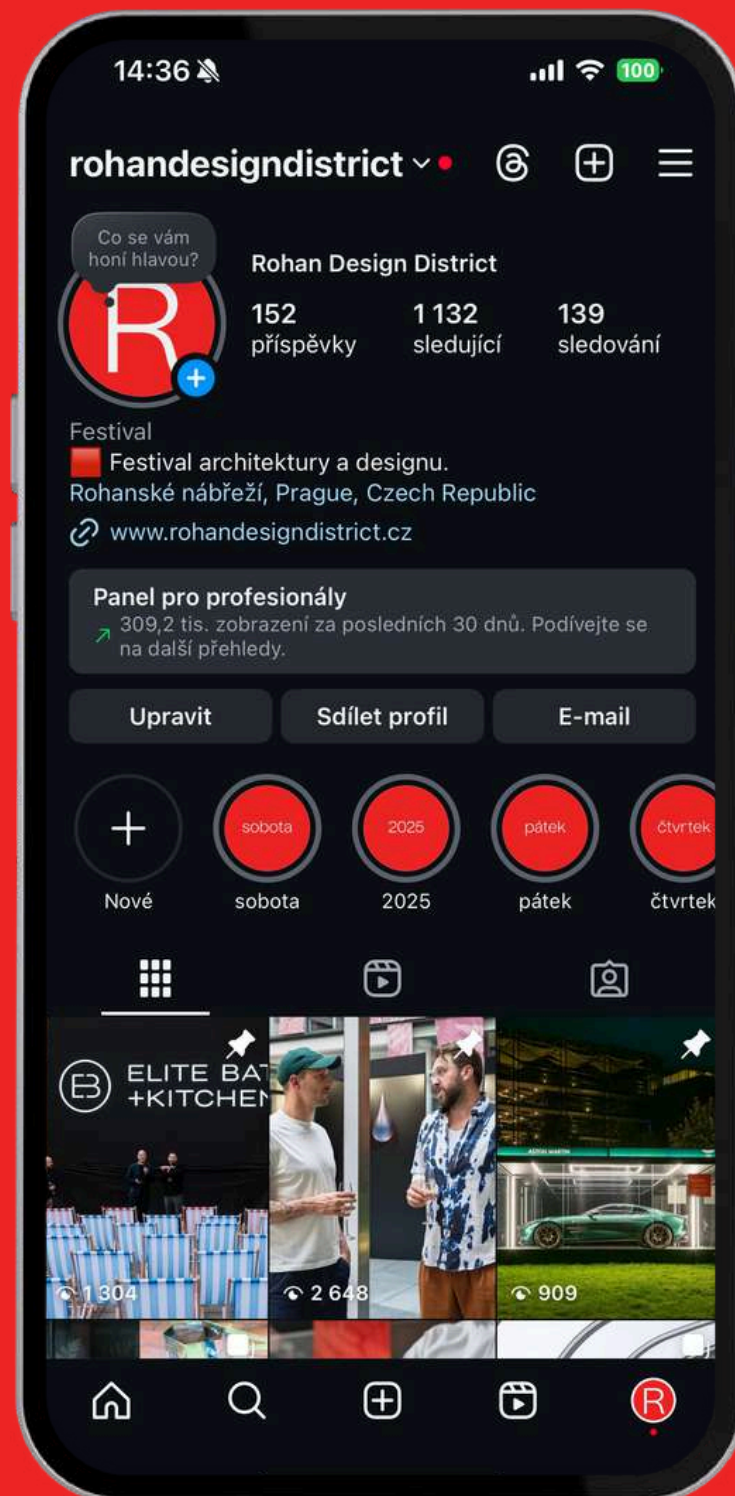 14:36
100
rohandesigndistrict
Co se vám
honí hlavou?
R
Rohan Design District
152
příspěvky
1 132
sledující
139
sledování
Festival
Festival architektury a designu.
Rohanské nábřeží, Prague, Czech Republic
www.rohandesigndistrict.cz
Panel pro profesionály
309,2 tis. zobrazení za posledních 30 dnů. Podívejte se
na další přehledy.
Upravit
Sdílet profil
E-mail
sobota
2025
pátek
čtvrtek
Nové
sobota
2025
pátek
čtvrtek
ELITE BAT
+KITCHEN
ASTON MARTIN
1 304
2 648
909
R